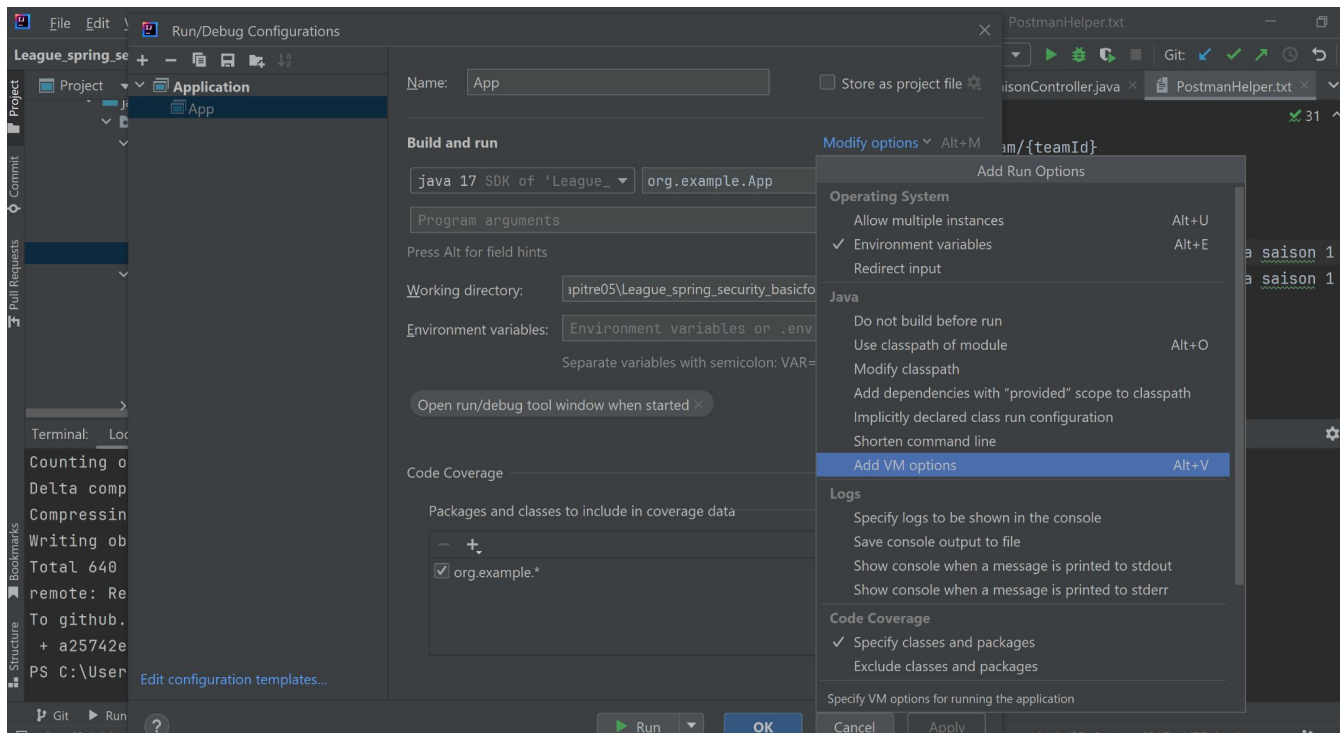 File Edit
Run/Debug Configurations
PostmanHelper.txt
League_spring_se
Git:
Project
Application
App
Name: App
Store as project file
isonController.java
PostmanHelper.txt
31
Build and run
Modify options Alt+M
am/{teamId}
java 17 SDK of 'League_
org.example.App
Program arguments
Press Alt for field hints
Working directory: apitre05\League_spring_security_basicfo
Environment variables: Environment variables or .env
Separate variables with semicolon: VAR=
Open run/debug tool window when started
Code Coverage
Packages and classes to include in coverage data
org.example.*
Add Run Options
Operating System
Allow multiple instances Alt+U
Environment variables Alt+E
Redirect input
Java
Do not build before run
Use classpath of module Alt+O
Modify classpath
Add dependencies with "provided" scope to classpath
Implicitly declared class run configuration
Shorten command line
Add VM options Alt+V
Logs
Specify logs to be shown in the console
Save console output to file
Show console when a message is printed to stdout
Show console when a message is printed to stderr
Code Coverage
Specify classes and packages
Exclude classes and packages
Specify VM options for running the application
a saison 1
a saison 1
Project
Commit
Pull Requests
Bookmarks
Structure
Terminal: Loc
Counting o
Delta comp
Compressin
Writing ob
Total 640
remote: Re
To github.
+ a25742e
PS C:\User
Edit configuration templates...
Git Run
?
Run
OK
Cancel
Apply